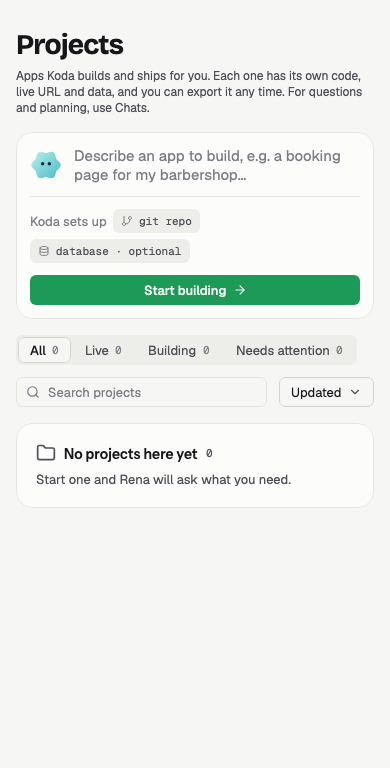 Projects
Apps Koda builds and ships for you. Each one has its own code,
live URL and data, and you can export it any time. For questions
and planning, use Chats.
Describe an app to build, e.g. a booking
page for my barbershop...
Koda sets up git repo
database · optional
Start building
All 0 Live 0 Building 0 Needs attention 0
Search projects Updated
No projects here yet 0
Start one and Rena will ask what you need.